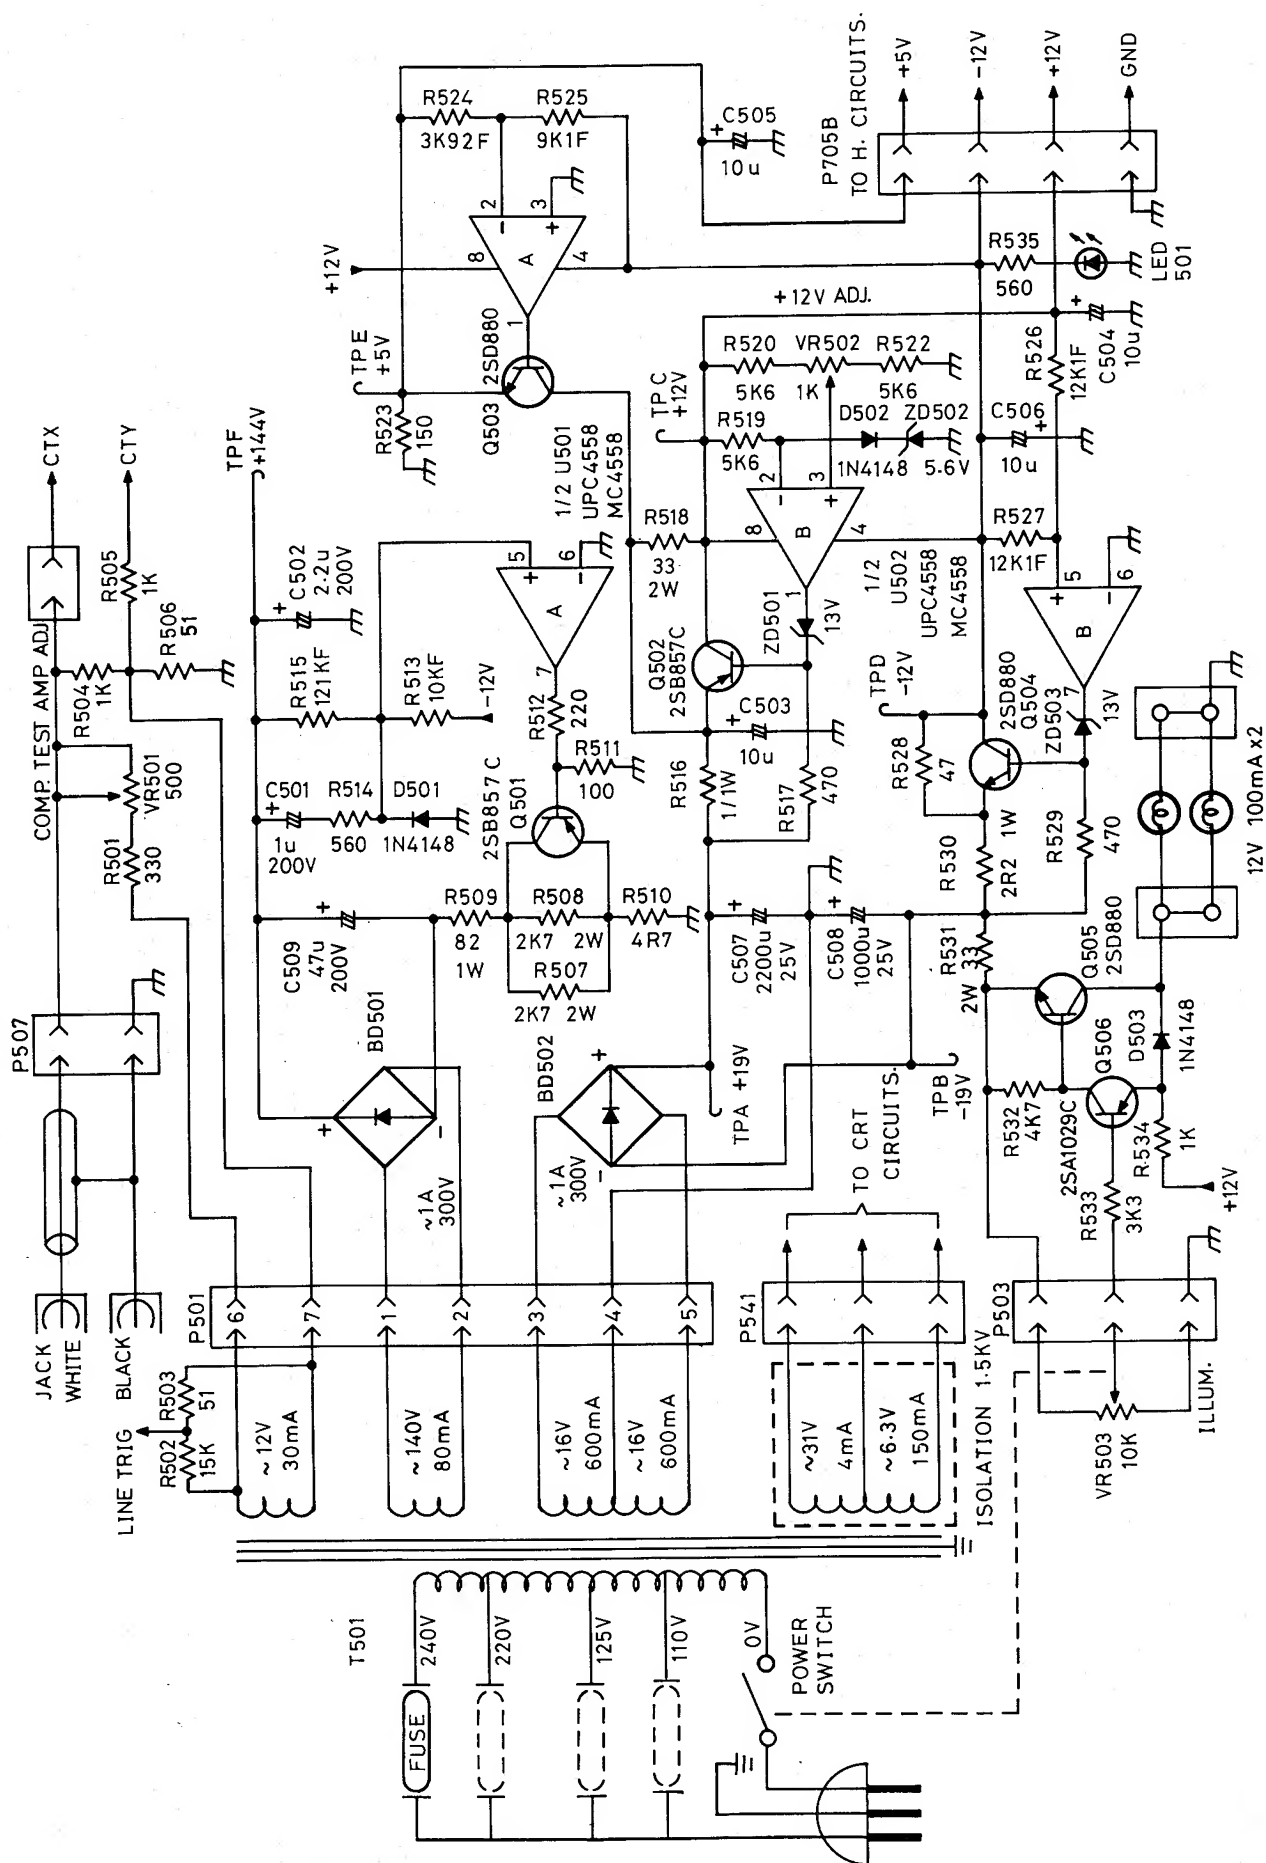 JACK
WHITE
BLACK
P507
COMP. TEST AMP ADJ
CTX
CTY
R501
330
VR501
500
R504
1K
R505
1K
R506
51
LINE TRIG
R502
15K
R503
51
P501
6
7
1
2
3
4
5
~12V
30mA
~140V
80mA
~16V
600mA
~16V
600mA
~1A
300V
BD501
~1A
300V
BD502
+
-
+
-
C509
47u
200V
+
R509
82
1W
R508
2K7
2W
R507
2K7
2W
R510
4R7
C501
1u
200V
+
R514
560
D501
1N4148
2SB857C
Q501
R515
121KF
R513
10KF
-12V
C502
2.2u
200V
+
TPF
+144V
R512
220
R511
100
7
A
5
6
+
-
1/2 U501
UPC4558
MC4558
TPE
+5V
R523
150
Q503
2SD880
+12V
1
A
8
4
2
3
-
+
R524
3K92F
R525
9K1F
C505
10u
+
P705B
TO H. CIRCUITS.
+5V
-12V
+12V
GND
R535
560
LED
501
+12V ADJ.
R520
5K6
VR502
1K
R522
5K6
TPC
+12V
R519
5K6
D502
1N4148
ZD502
5.6V
R518
33
2W
8
4
B
2
3
-
+
1
ZD501
13V
Q502
2SB857C
C503
10u
+
R516
1/1W
R517
470
1/2
U502
UPC4558
MC4558
C506
10u
+
R526
12K1F
C504
10u
+
R527
12K1F
5
6
+
-
B
7
ZD503
13V
Q504
2SD880
TPD
-12V
R528
47
R530
2R2
1W
R529
470
C507
2200u
25V
+
C508
1000u
25V
+
TPA +19V
TPB
-19V
R531
33
2W
Q505
2SD880
Q506
2SA1029C
D503
1N4148
R532
4K7
R534
1K
R533
3K3
+12V
12V 100mA x2
TO CRT
CIRCUITS.
P541
~31V
4mA
~6.3V
150mA
ISOLATION 1.5KV
P503
VR503
10K
ILLUM.
T501
240V
220V
125V
110V
0V
FUSE
POWER
SWITCH